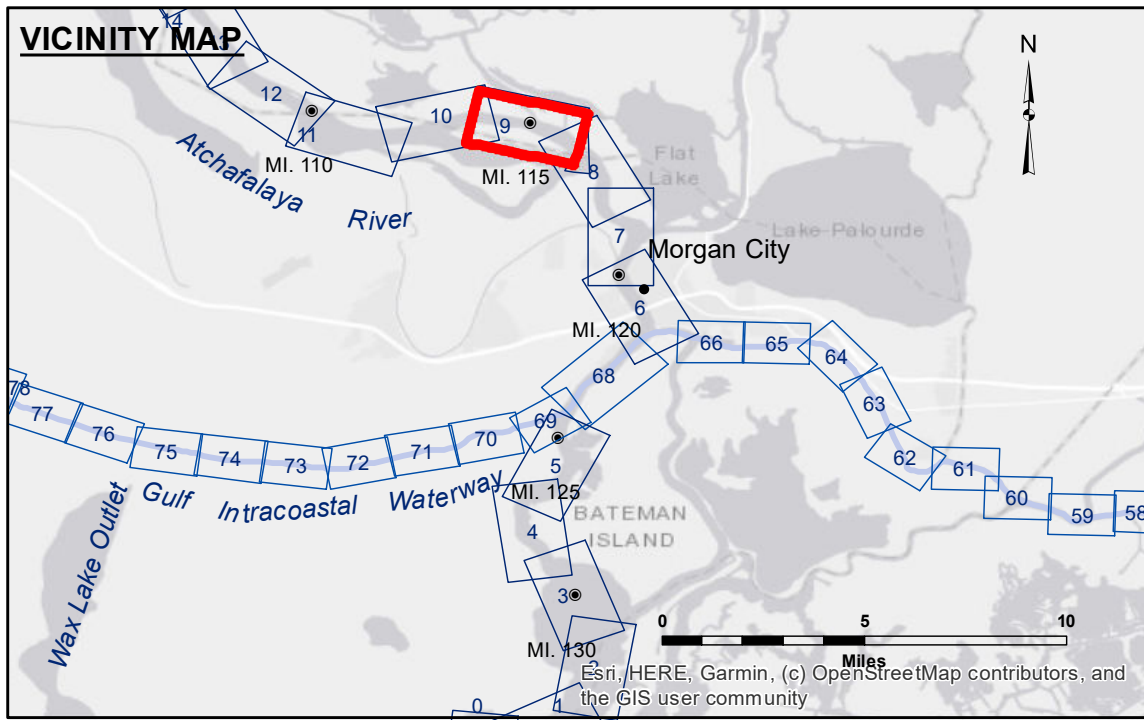 14
VICINITY MAP
N
13
12
10
9
11
MI. 110
MI. 115
8
Flat
Lake
Atchafalaya River
7
Lake Palourde
Morgan City
6
MI. 120
66
65
64
68
63
78
77
76
75
74
73
72
71
70
69
62
61
60
59
58
5
MI. 125
Gulf Intracoastal Waterway
Wax Lake Outlet
4
BATEMAN
ISLAND
3
MI. 130
2
0 5 10
Miles
Esri, HERE, Garmin, (c) OpenStreetMap contributors, and
the GIS user community
0
1